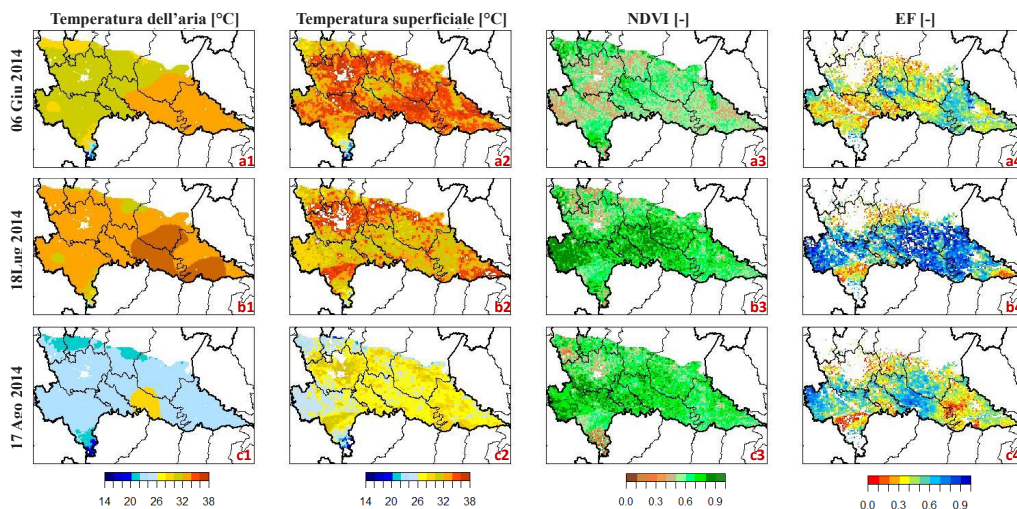 Temperatura dell'aria [°C] Temperatura superficiale [°C] NDVI [-] EF [-]
06 Giu 2014
a1 a2 a3 a4
18Lug 2014
b1 b2 b3 b4
17 Ago 2014
c1 c2 c3 c4
14 20 26 32 38 14 20 26 32 38 0.0 0.3 0.6 0.9 0.0 0.3 0.6 0.9